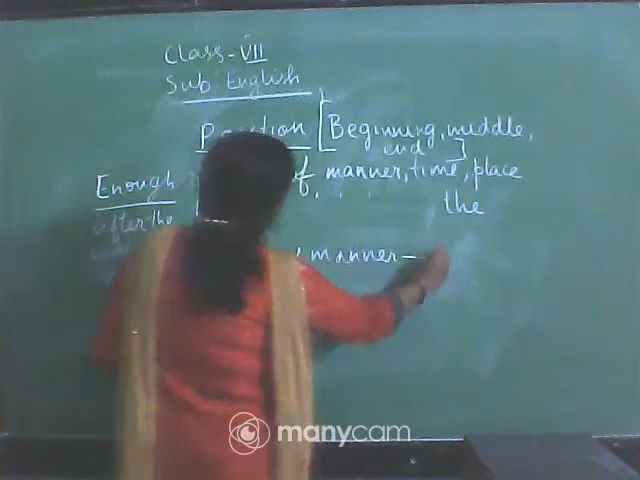 Class-VII
Sub English
Position [Beginning, middle,
end]
of manner, time, place
Enough
the
after the
, manner —
manycam